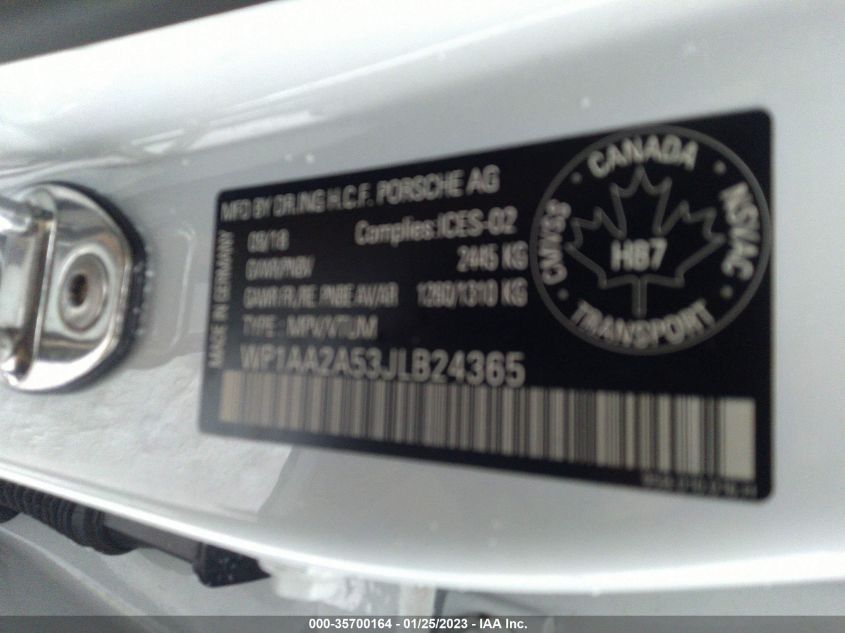 MFD BY DR.ING H.C.F. PORSCHE AG
09/18 Complies:ICES-02
GVWR/PNBV 2445 KG
GAWR FR/RE, PNBE AV/AR 1280/1310 KG
TYPE: MPV/VTUM
WP1AA2A53JLB24365
MADE IN GERMANY
CANADA
CMVSS
NSVAC
H87
TRANSPORT
000-35700164 - 01/25/2023 - IAA Inc.